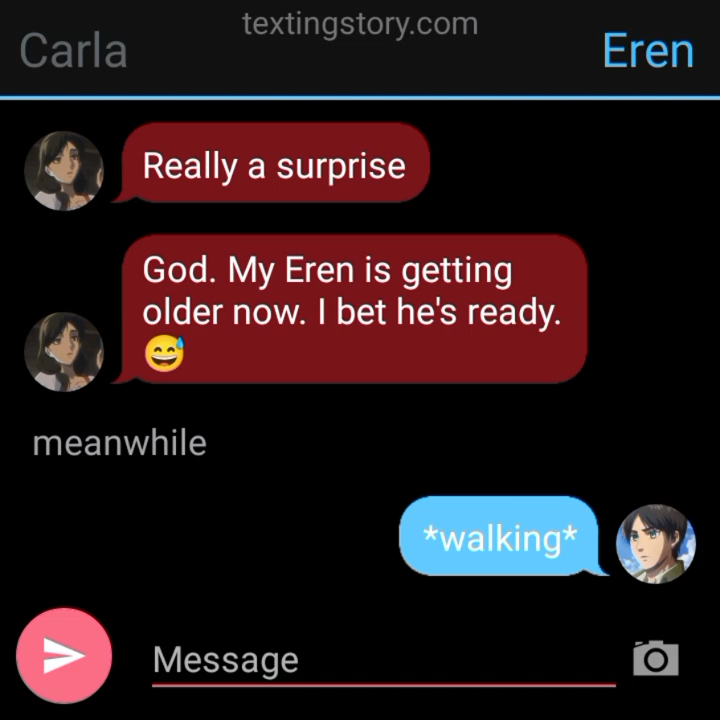 textingstory.com
Carla
Eren
Really a surprise
God. My Eren is getting
older now. I bet he's ready.
😅
meanwhile
*walking*
Message